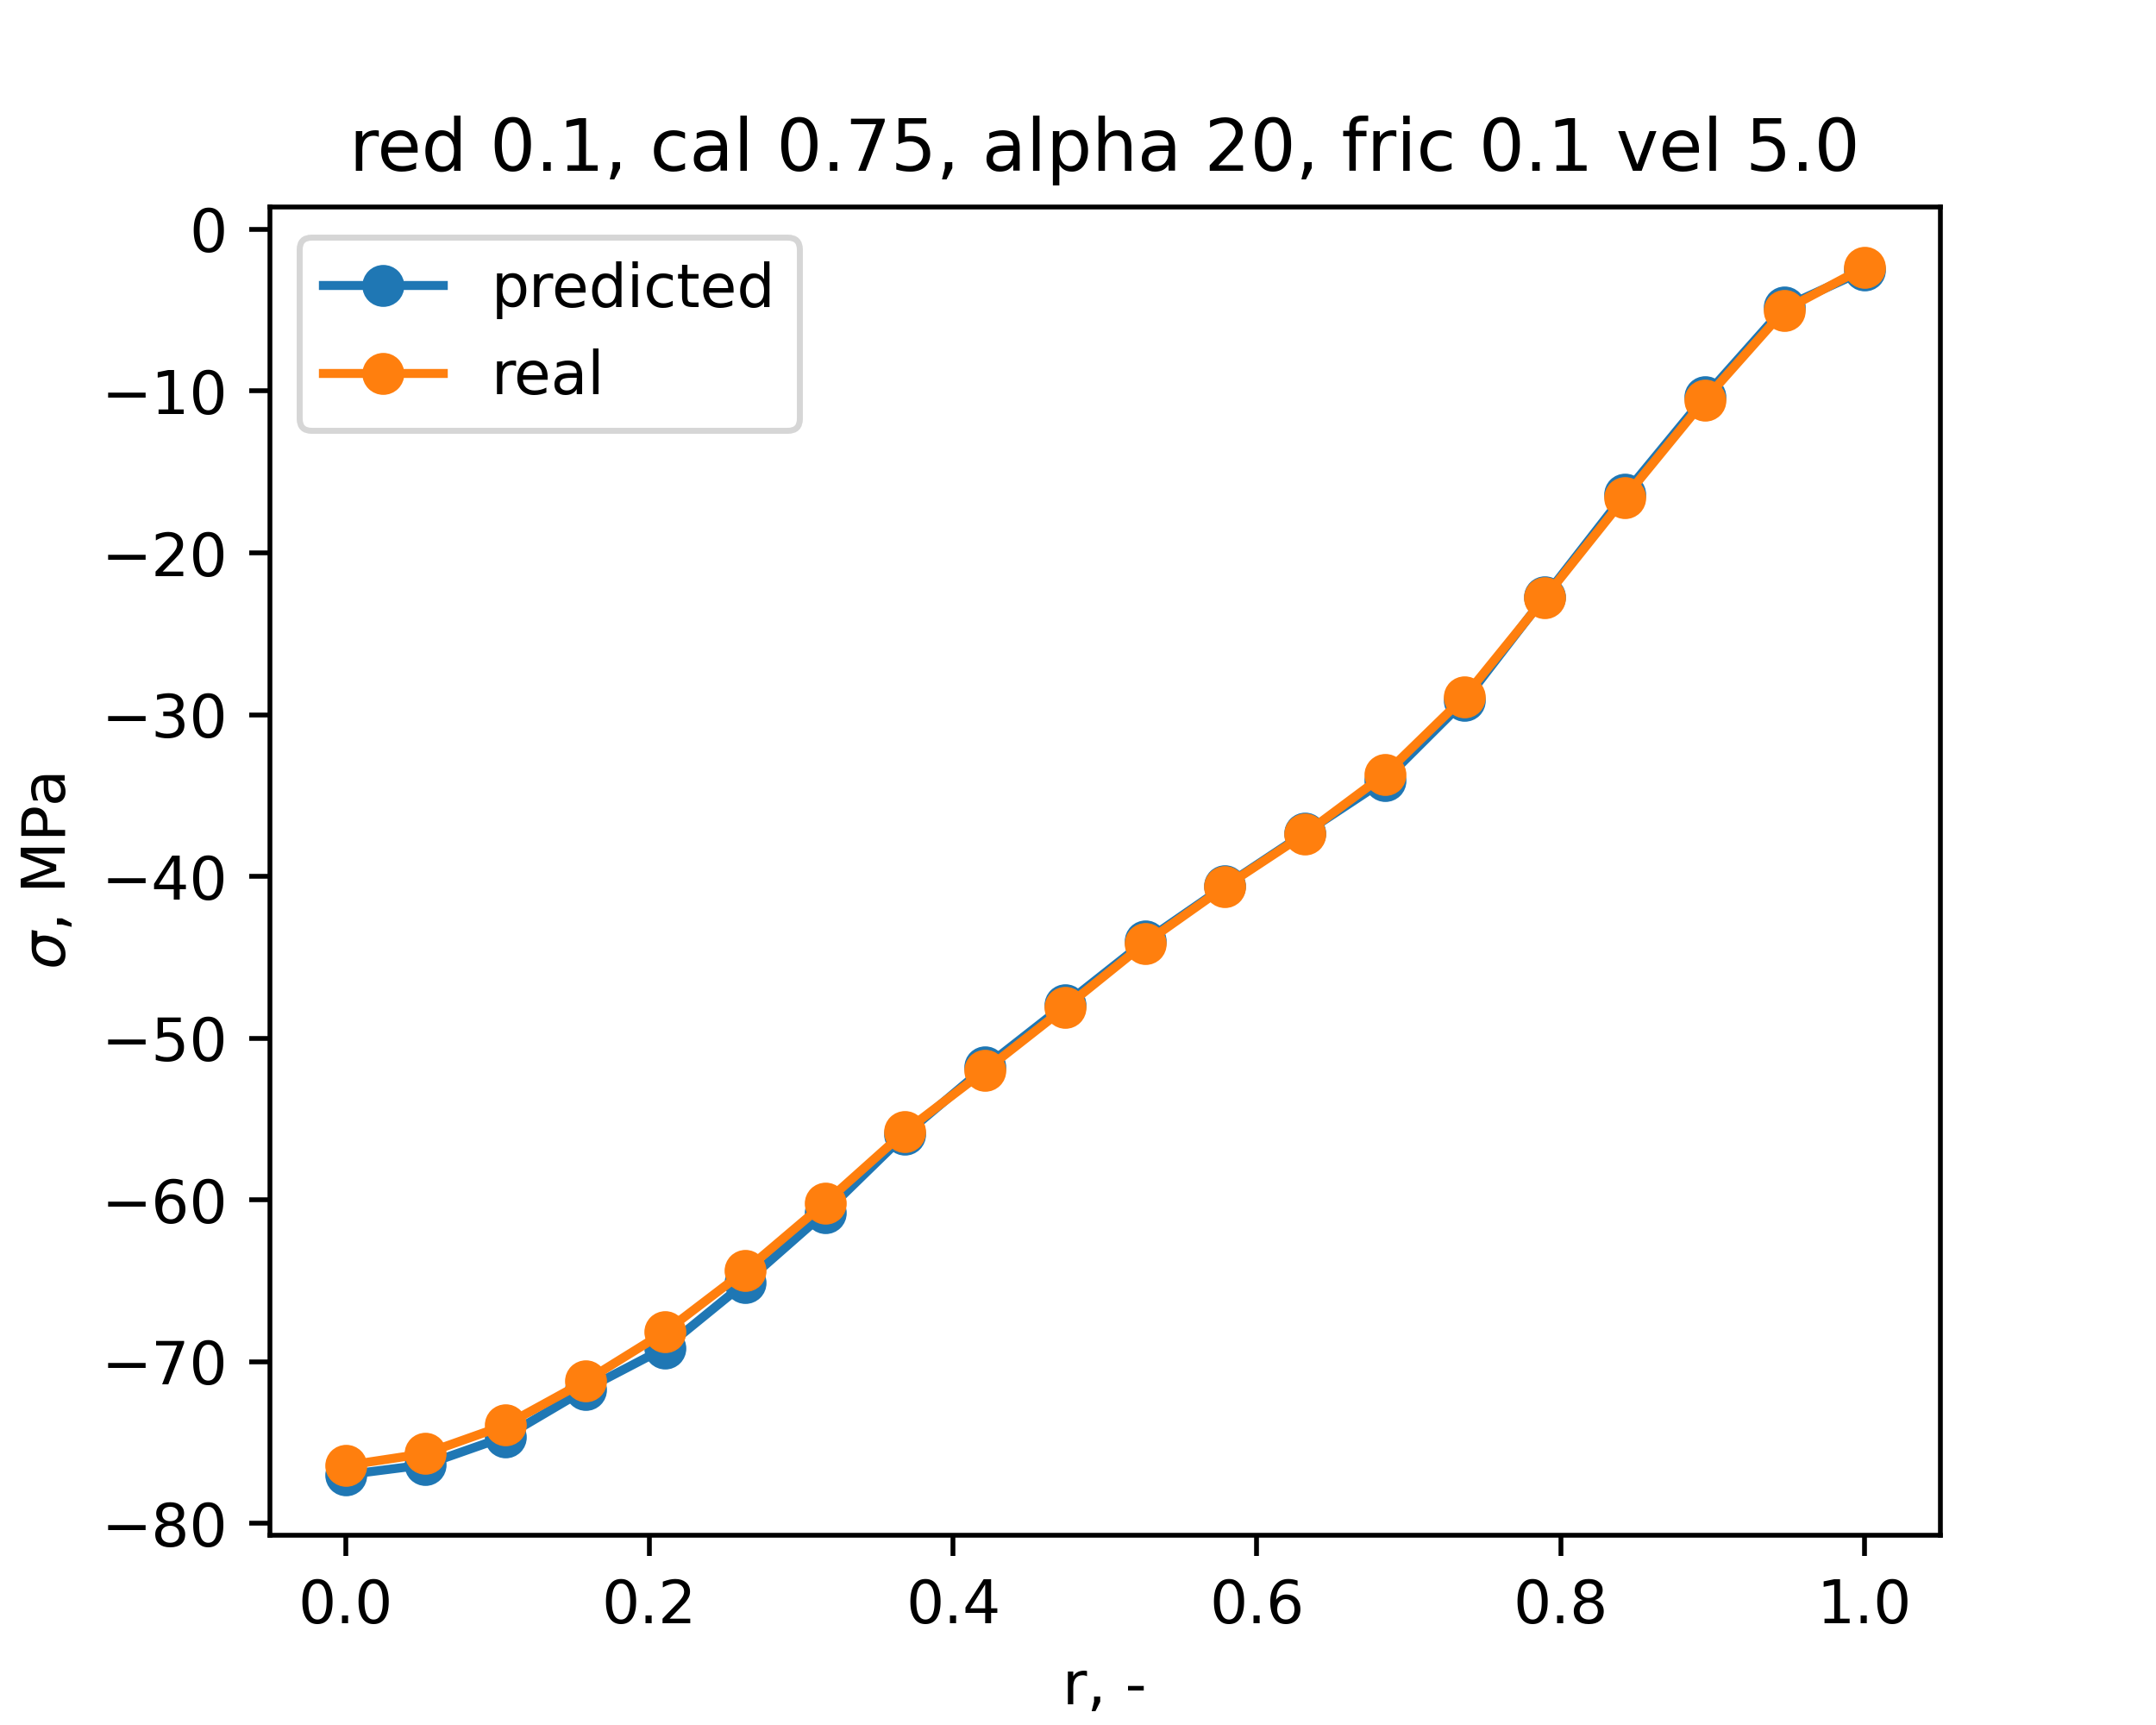 red 0.1, cal 0.75, alpha 20, fric 0.1 vel 5.0
predicted
real
0
−10
−20
−30
−40
−50
−60
−70
−80
σ, MPa
0.0 0.2 0.4 0.6 0.8 1.0
r, -